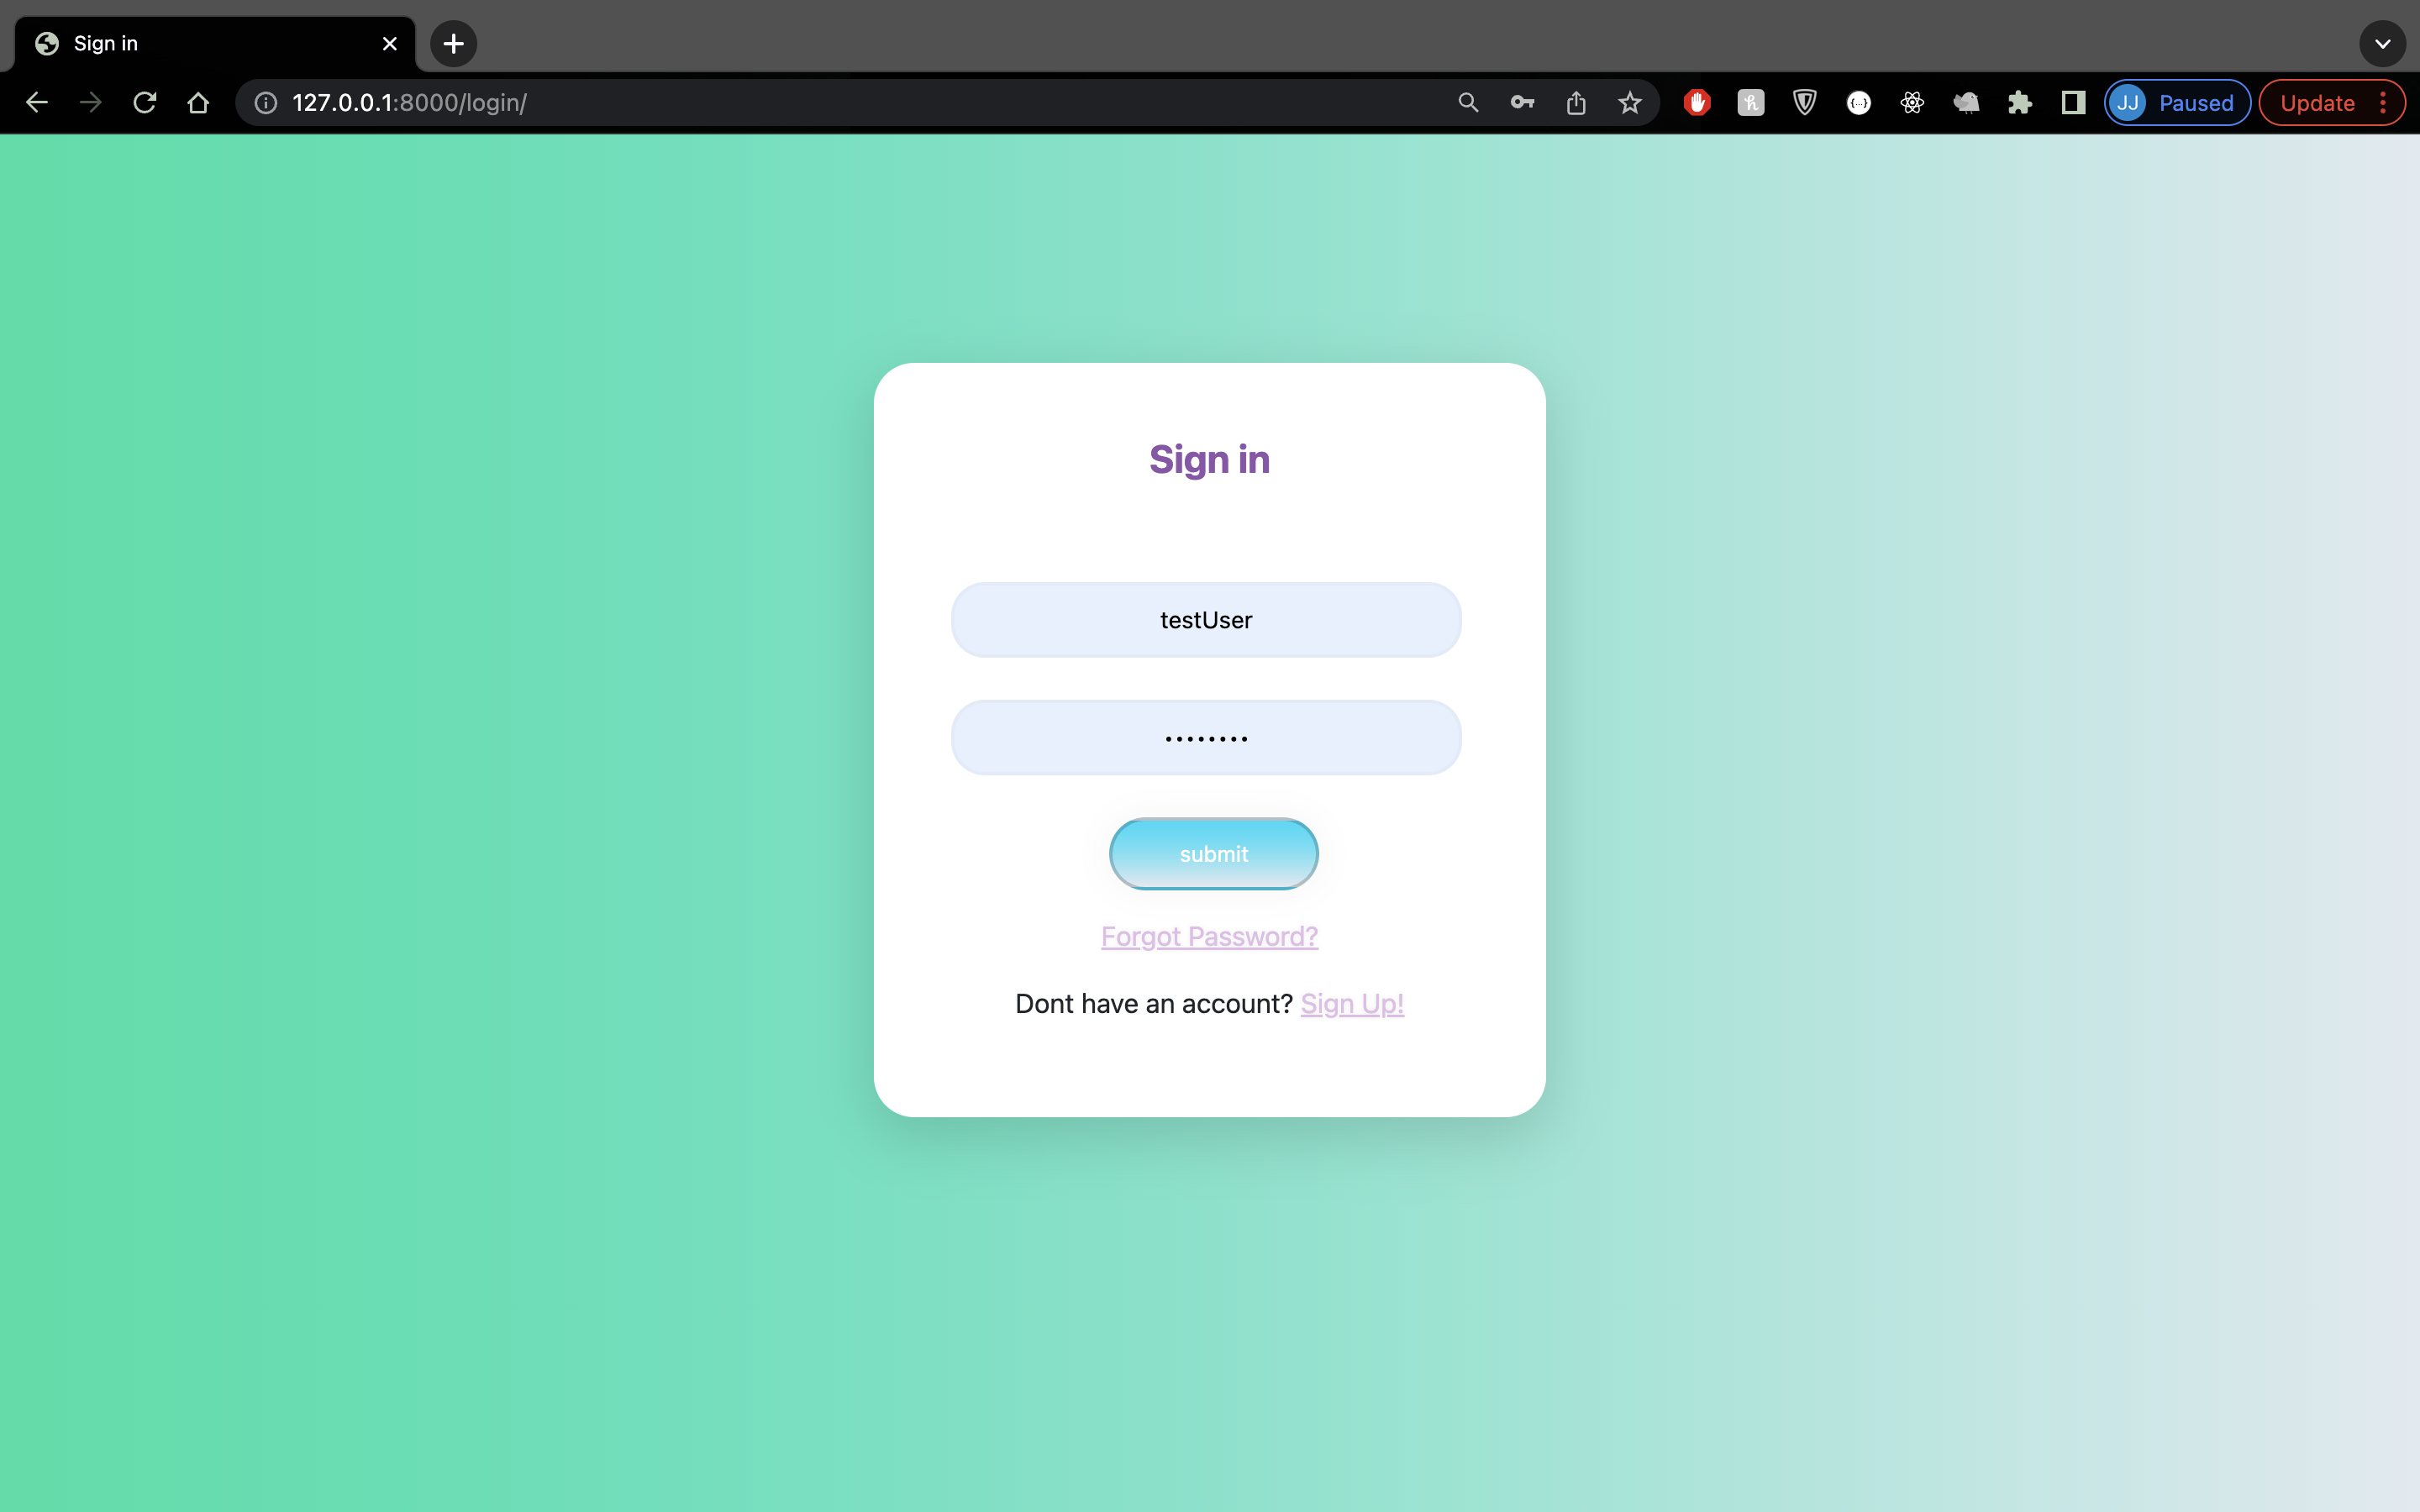 Sign in
127.0.0.1:8000/login/
JJ Paused Update
Sign in
testUser
••••••••
submit
Forgot Password?
Dont have an account? Sign Up!